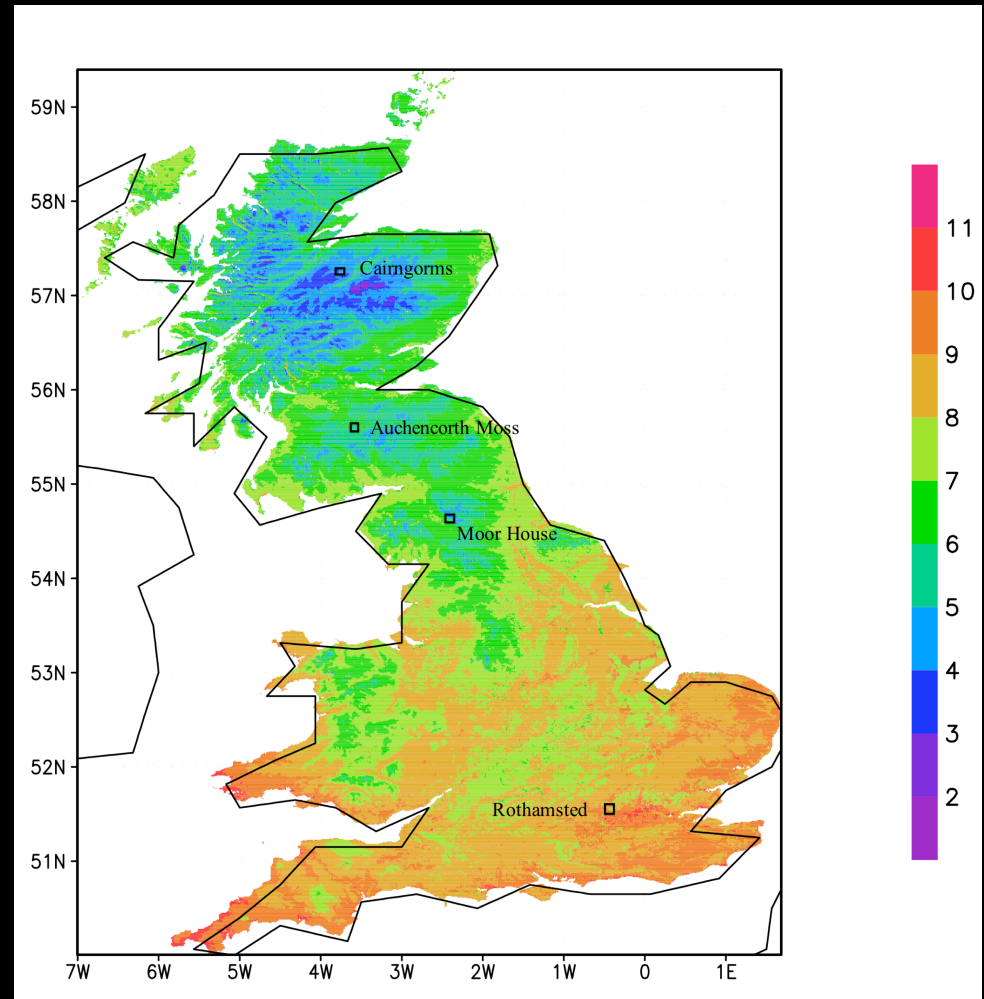 59N
58N
57N
56N
55N
54N
53N
52N
51N
Cairngorms
Auchencorth Moss
Moor House
Rothamsted
7W 6W 5W 4W 3W 2W 1W 0 1E
11
10
9
8
7
6
5
4
3
2